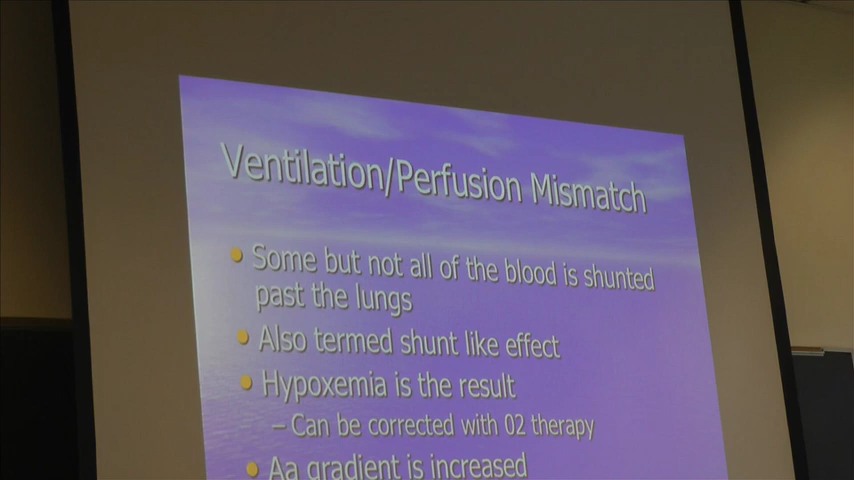 Ventilation/Perfusion Mismatch
Some but not all of the blood is shunted
past the lungs
Also termed shunt like effect
Hypoxemia is the result
– Can be corrected with 02 therapy
Aa gradient is increased